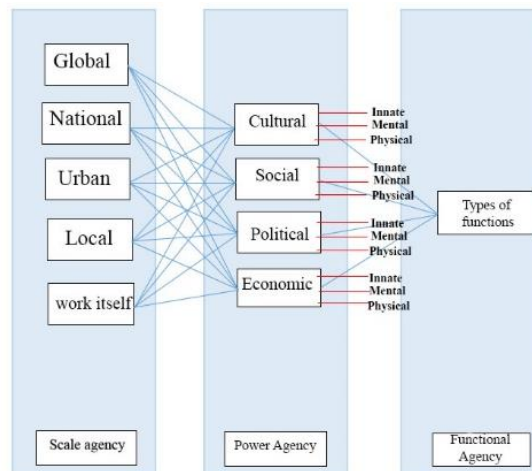 Global
National
Urban
Local
work itself
Scale agency
Cultural
Innate
Mental
Physical
Social
Innate
Mental
Physical
Political
Innate
Mental
Physical
Economic
Innate
Mental
Physical
Power Agency
Types of
functions
Functional
Agency